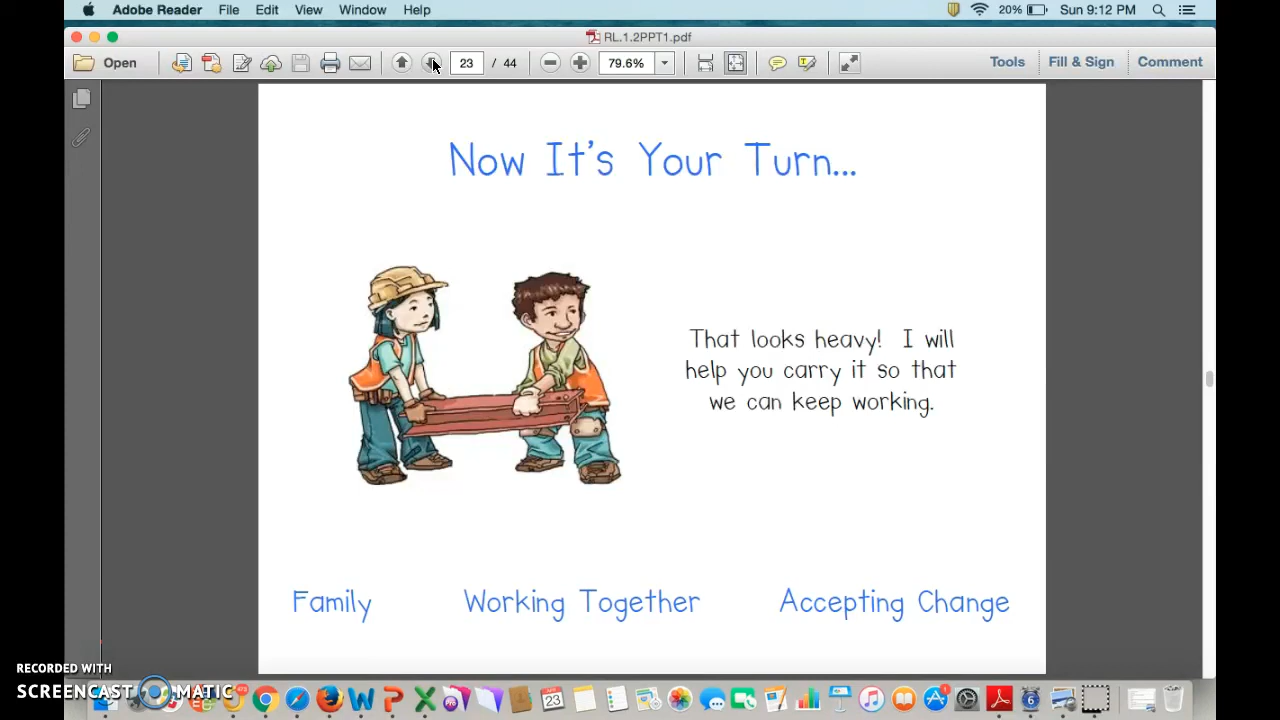 Adobe Reader File Edit View Window Help 20% Sun 9:12 PM
RL.1.2PPT1.pdf
Open 23 / 44 79.6% Tools Fill & Sign Comment
Now It's Your Turn...
That looks heavy! I will
help you carry it so that
we can keep working.
Family Working Together Accepting Change
RECORDED WITH
SCREENCAST MATIC